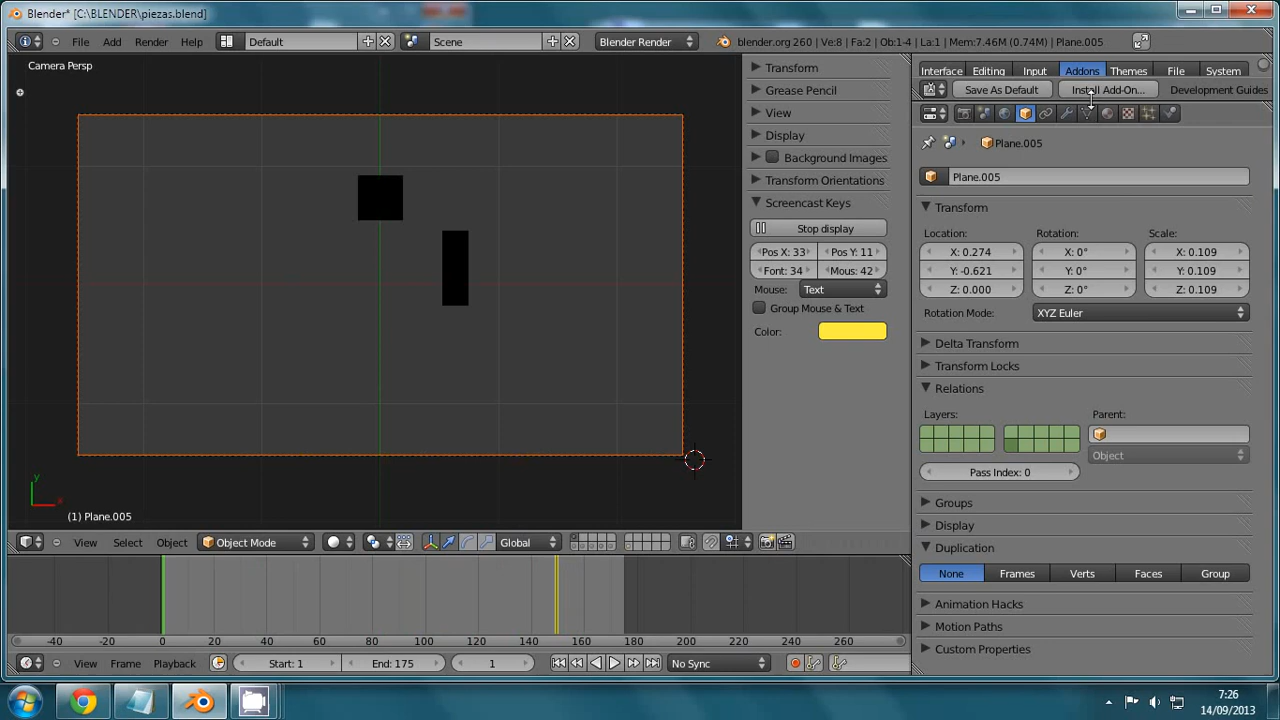 Blender* [C:\BLENDER\piezas.blend]
File Add Render Help Default Scene Blender Render blender.org 260 | Ve:8 | Fa:2 | Ob:1-4 | La:1 | Mem:7.46M (0.74M) | Plane.005
Camera Persp
(1) Plane.005
View Select Object Object Mode Global
Transform
Grease Pencil
View
Display
Background Images
Transform Orientations
Screencast Keys
Stop display
Pos X: 33 Pos Y: 11
Font: 34 Mous: 42
Mouse: Text
Group Mouse & Text
Color:
Interface Editing Input Addons Themes File System
Save As Default Install Add-On... Development Guides
Plane.005
Plane.005
Transform
Location: Rotation: Scale:
X: 0.274 X: 0° X: 0.109
Y: -0.621 Y: 0° Y: 0.109
Z: 0.000 Z: 0° Z: 0.109
Rotation Mode: XYZ Euler
Delta Transform
Transform Locks
Relations
Layers: Parent:
Object
Pass Index: 0
Groups
Display
Duplication
None Frames Verts Faces Group
Animation Hacks
Motion Paths
Custom Properties
-40 -20 0 20 40 60 80 100 120 140 160 180 200 220 240 260
View Frame Playback Start: 1 End: 175 1 No Sync
7:26
14/09/2013